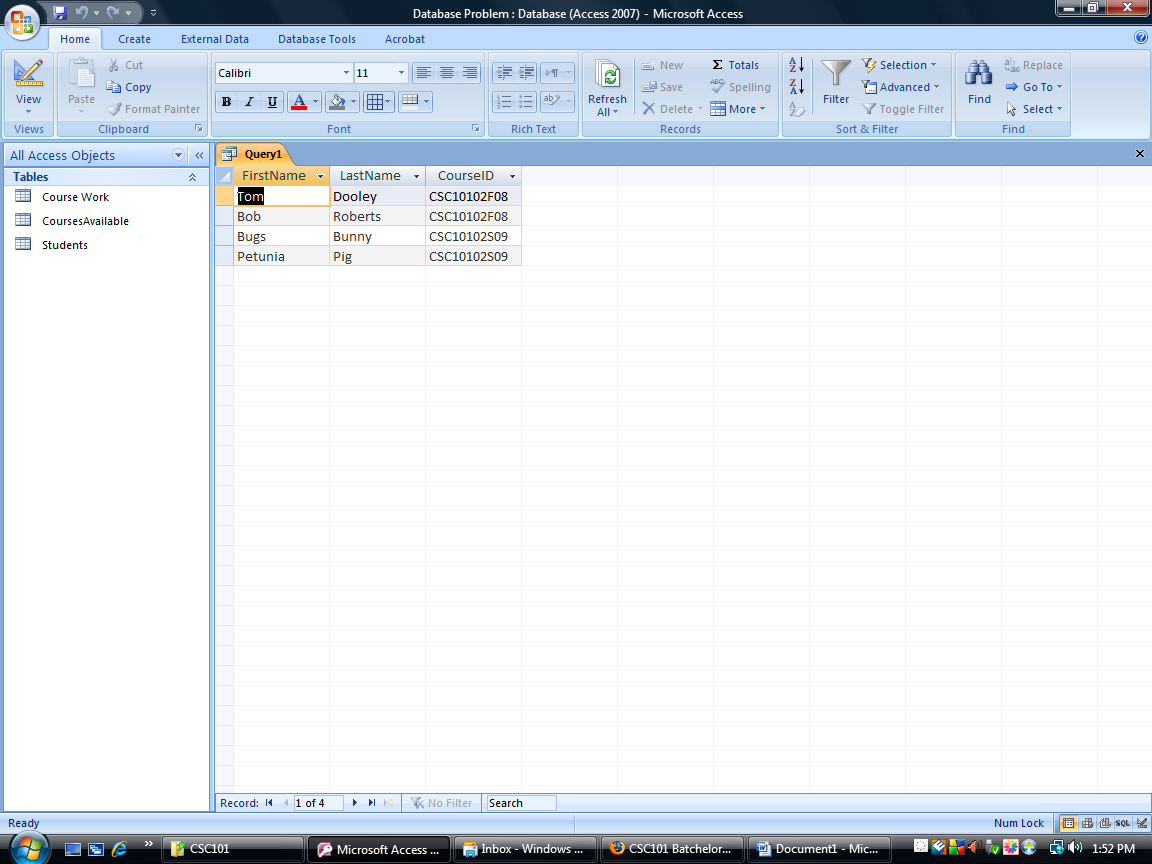 Database Problem : Database (Access 2007) - Microsoft Access
Home Create External Data Database Tools Acrobat
View
Views
Paste
Cut
Copy
Format Painter
Clipboard
Calibri 11
B I U A
Font
Rich Text
Refresh All
New Save Delete
Totals Spelling More
Records
Filter
Selection
Advanced
Toggle Filter
Sort & Filter
Find
Replace
Go To
Select
Find
All Access Objects
Tables
Course Work
CoursesAvailable
Students
Query1
FirstName LastName CourseID
Tom Dooley CSC10102F08
Bob Roberts CSC10102F08
Bugs Bunny CSC10102S09
Petunia Pig CSC10102S09
Record: 1 of 4 No Filter Search
Ready Num Lock SQL
CSC101 Microsoft Access ... Inbox - Windows ... CSC101 Batchelor... Document1 - Mic... 1:52 PM